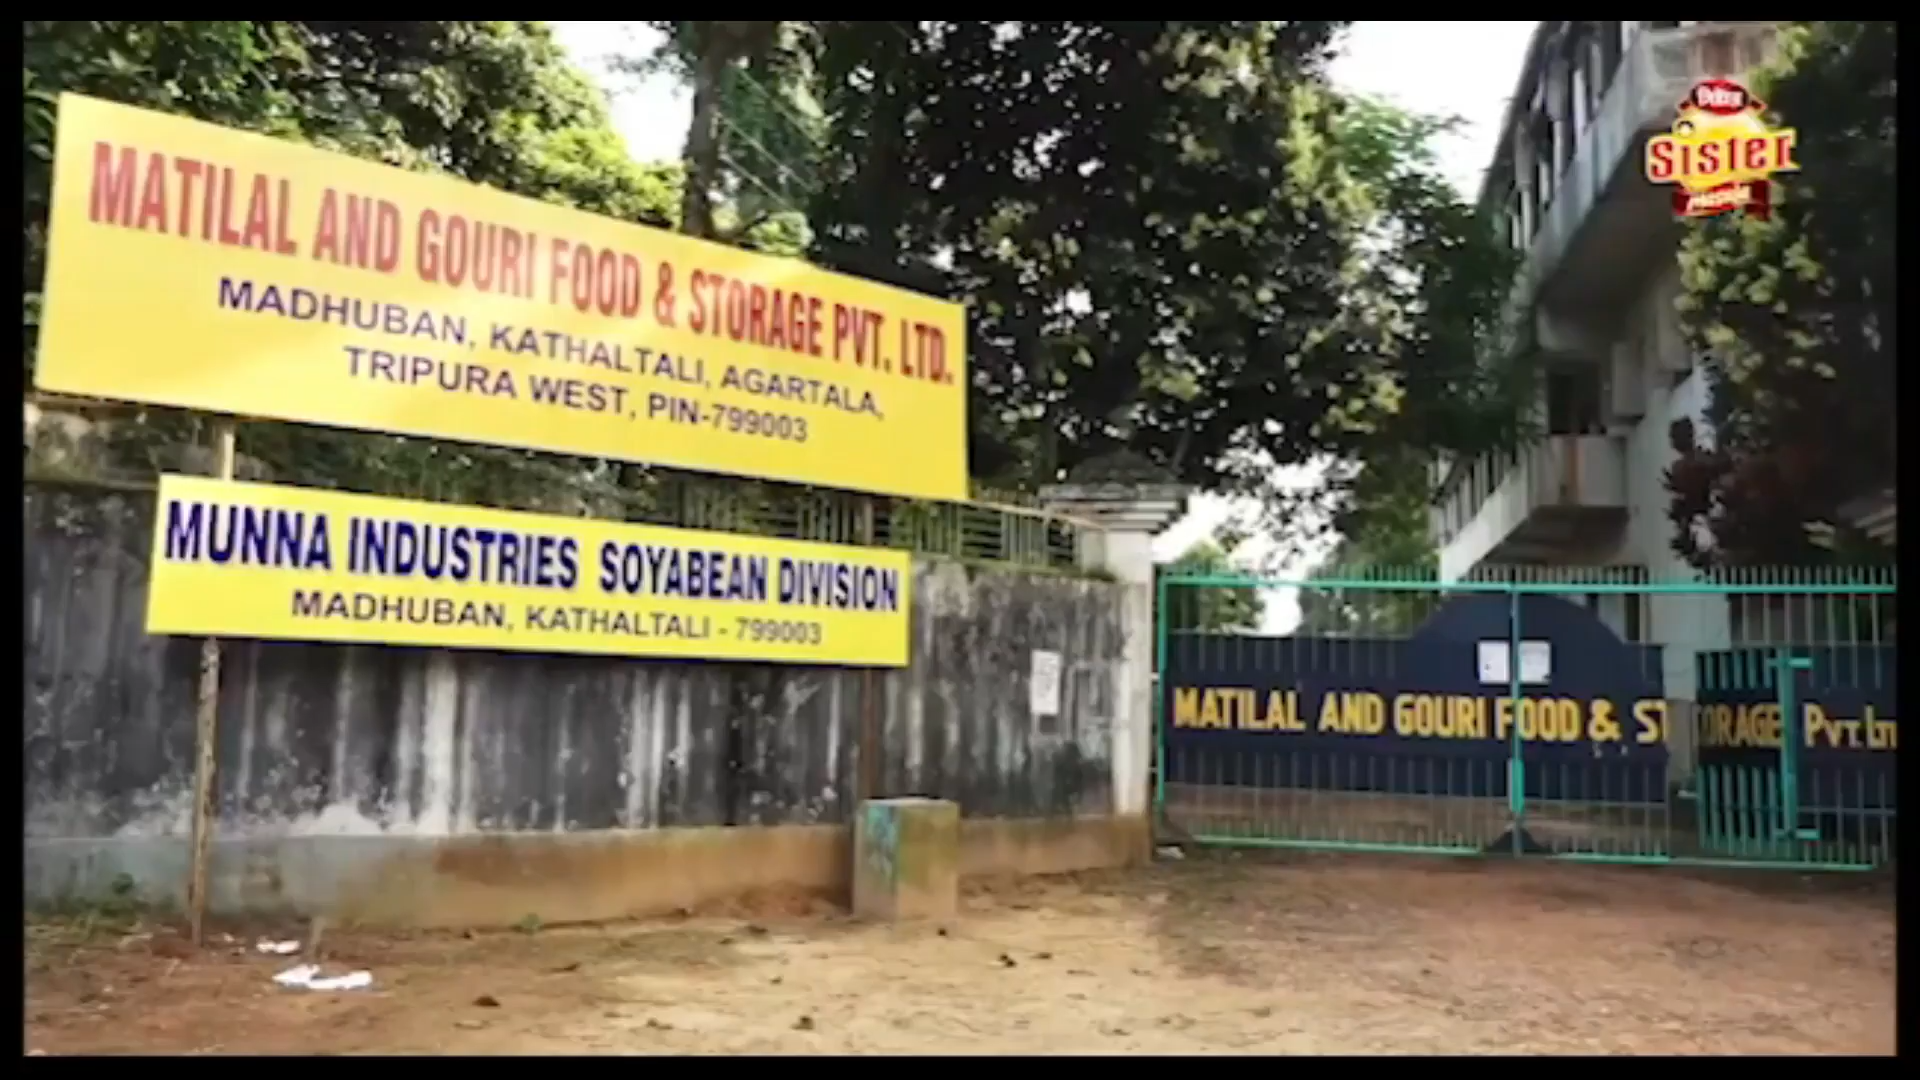 MATILAL AND GOURI FOOD & STORAGE PVT. LTD.
MADHUBAN, KATHALTALI, AGARTALA,
TRIPURA WEST, PIN-799003
MUNNA INDUSTRIES SOYABEAN DIVISION
MADHUBAN, KATHALTALI - 799003
MATILAL AND GOURI FOOD & ST ORAGE Pvt. Lt
Sister